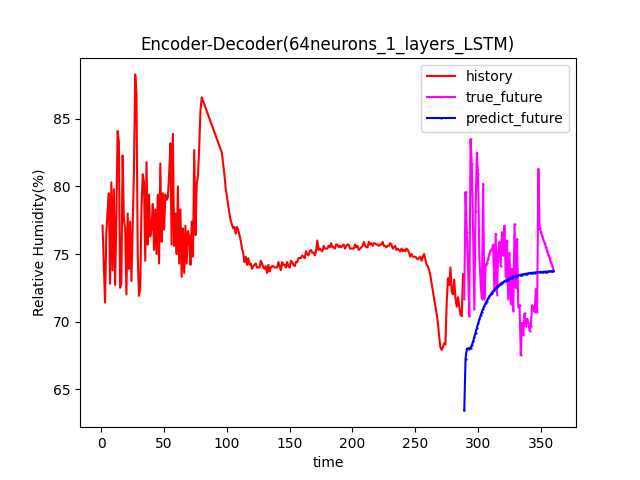 Encoder-Decoder(64neurons_1_layers_LSTM)
history
true_future
predict_future
Relative Humidity(%)
85
80
75
70
65
0 50 100 150 200 250 300 350
time